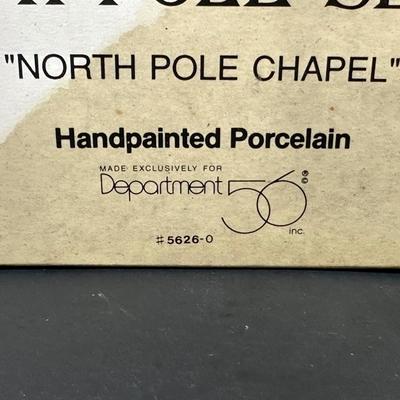 "NORTH POLE CHAPEL"
Handpainted Porcelain
MADE EXCLUSIVELY FOR
Department 56 ®©
inc.
#5626-0